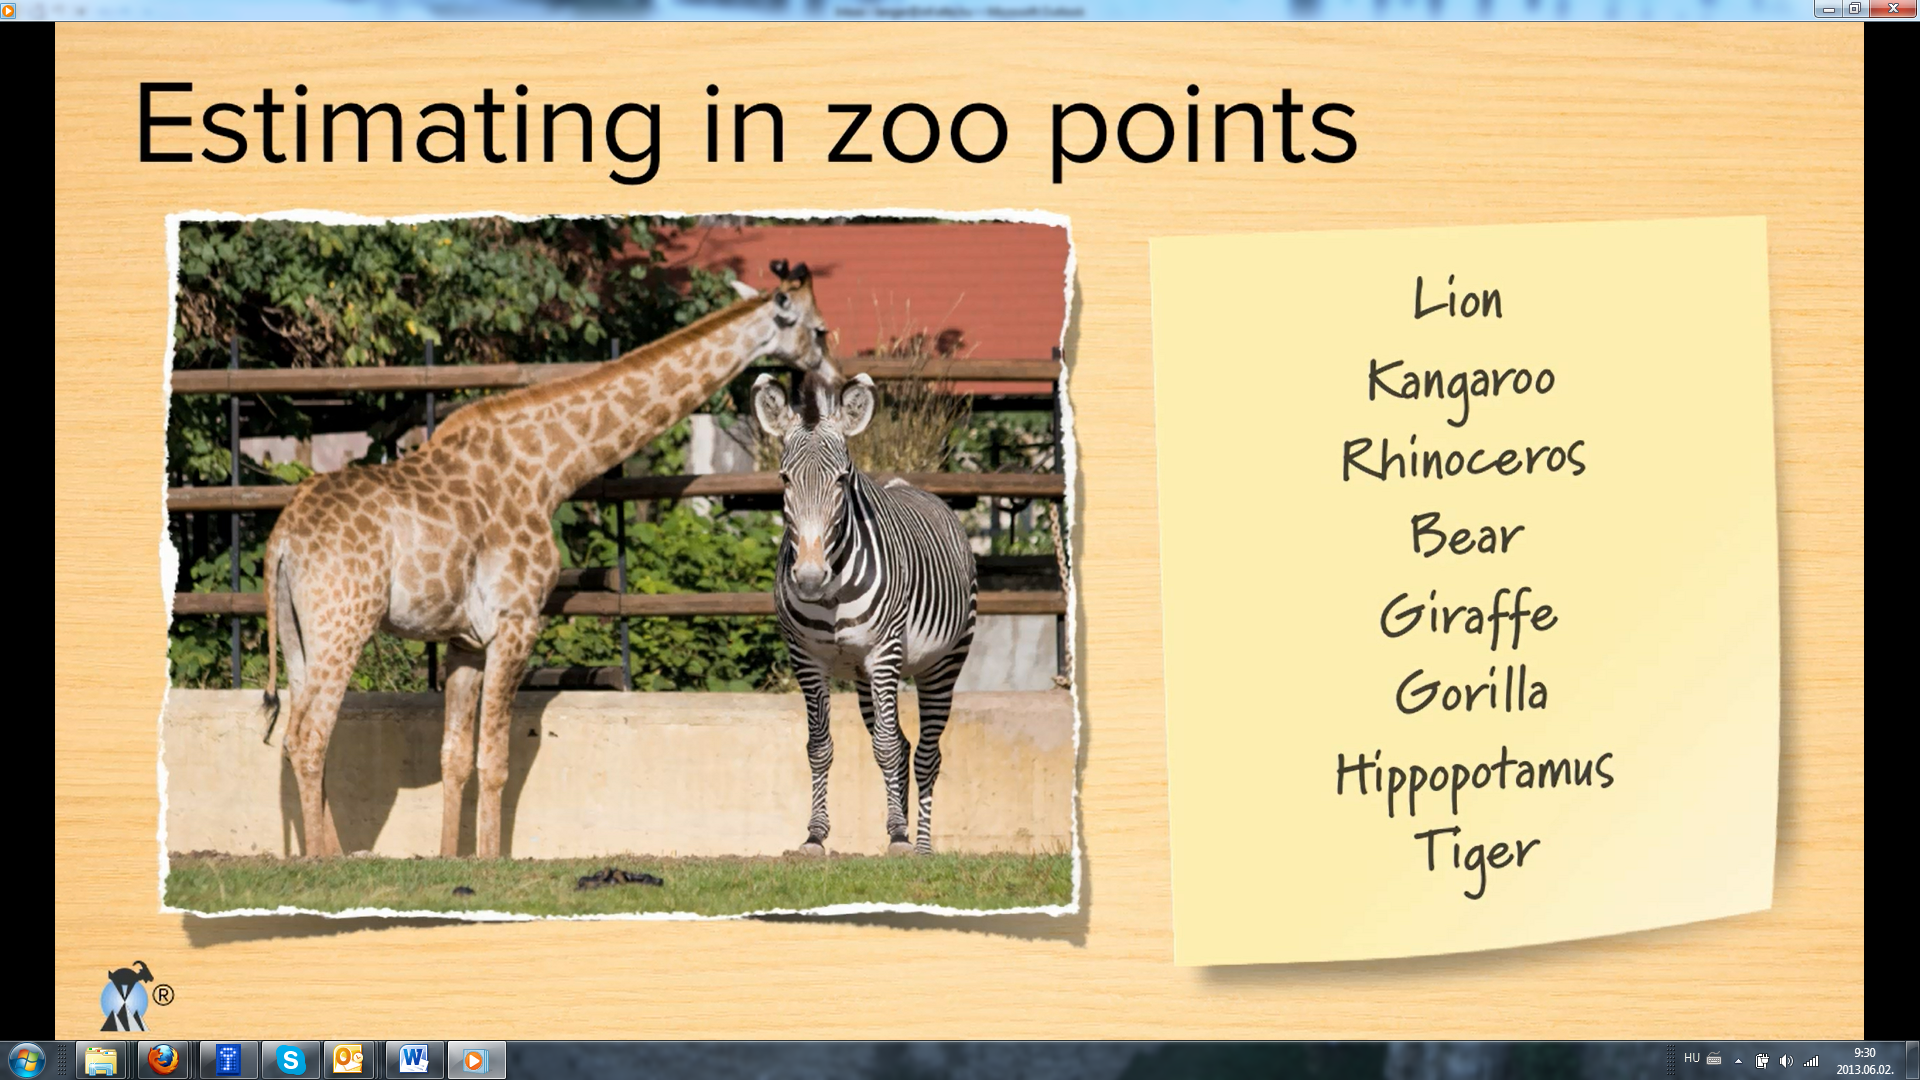 Estimating in zoo points
Lion
Kangaroo
Rhinoceros
Bear
Giraffe
Gorilla
Hippopotamus
Tiger
®
HU
9:30
2013.06.02.